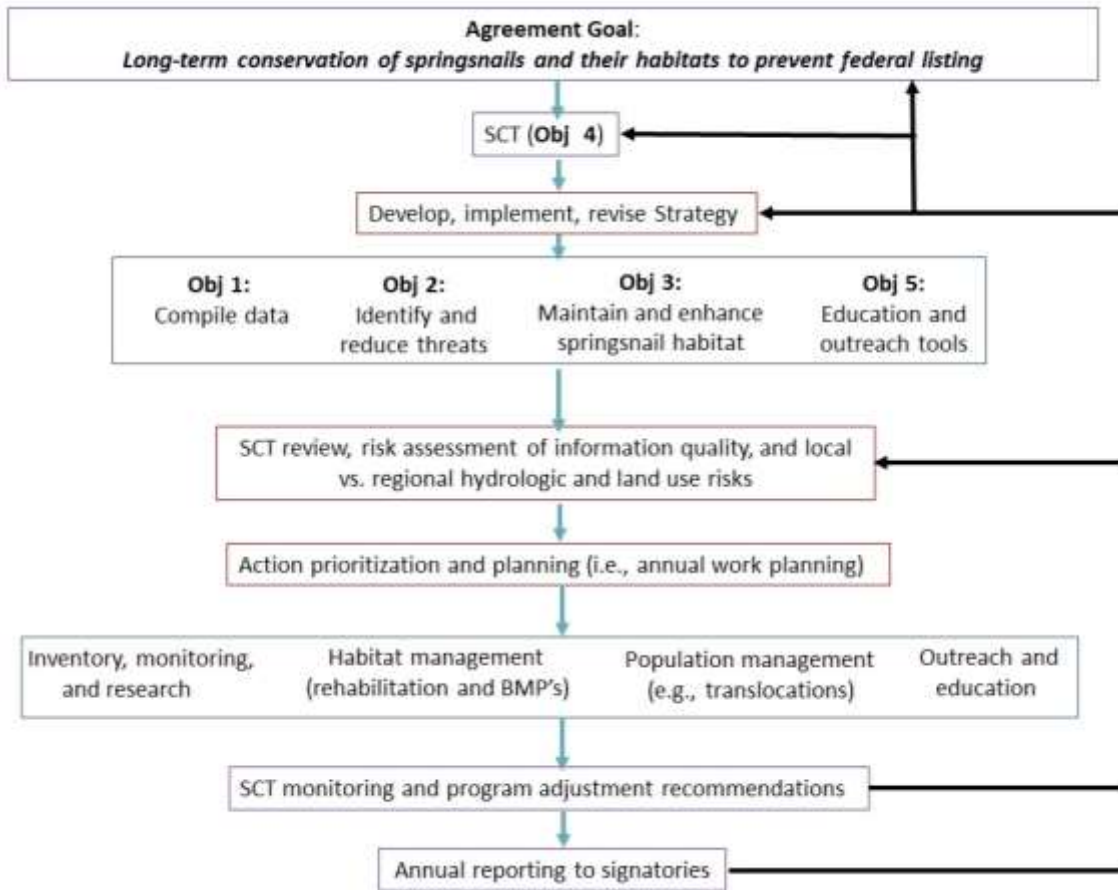 Agreement Goal:
Long-term conservation of springsnails and their habitats to prevent federal listing
SCT (Obj 4)
Develop, implement, revise Strategy
Obj 1:
Compile data
Obj 2:
Identify and
reduce threats
Obj 3:
Maintain and enhance
springsnail habitat
Obj 5:
Education and
outreach tools
SCT review, risk assessment of information quality, and local
vs. regional hydrologic and land use risks
Action prioritization and planning (i.e., annual work planning)
Inventory, monitoring,
and research
Habitat management
(rehabilitation and BMP's)
Population management
(e.g., translocations)
Outreach and
education
SCT monitoring and program adjustment recommendations
Annual reporting to signatories